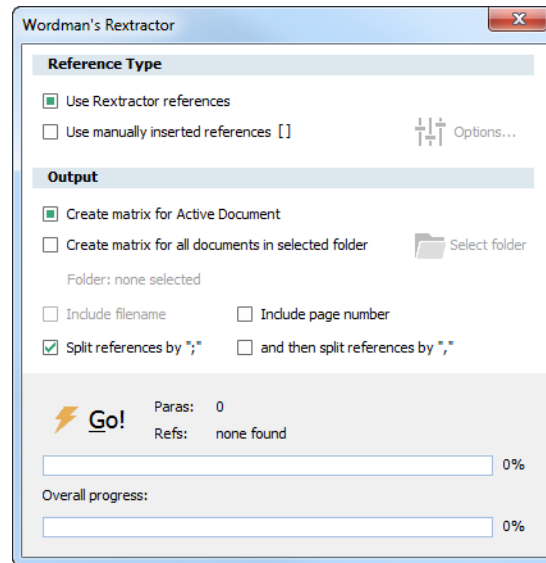 Wordman's Rextractor
Reference Type
Use Rextractor references
Use manually inserted references [ ]
Options...
Output
Create matrix for Active Document
Create matrix for all documents in selected folder
Select folder
Folder: none selected
Include filename
Include page number
Split references by ";"
and then split references by ","
Go!
Paras: 0
Refs: none found
0%
Overall progress:
0%